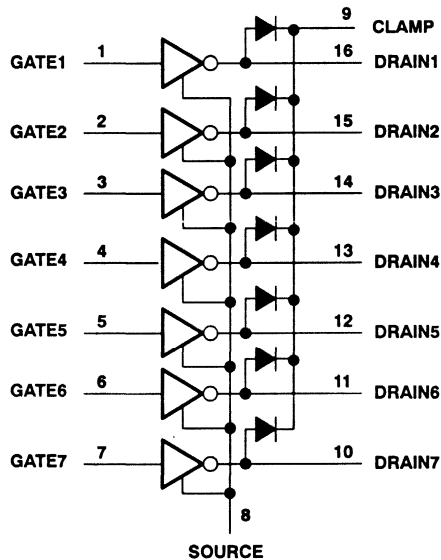 9 CLAMP
GATE1 1 16 DRAIN1
GATE2 2 15 DRAIN2
GATE3 3 14 DRAIN3
GATE4 4 13 DRAIN4
GATE5 5 12 DRAIN5
GATE6 6 11 DRAIN6
GATE7 7 10 DRAIN7
8
SOURCE